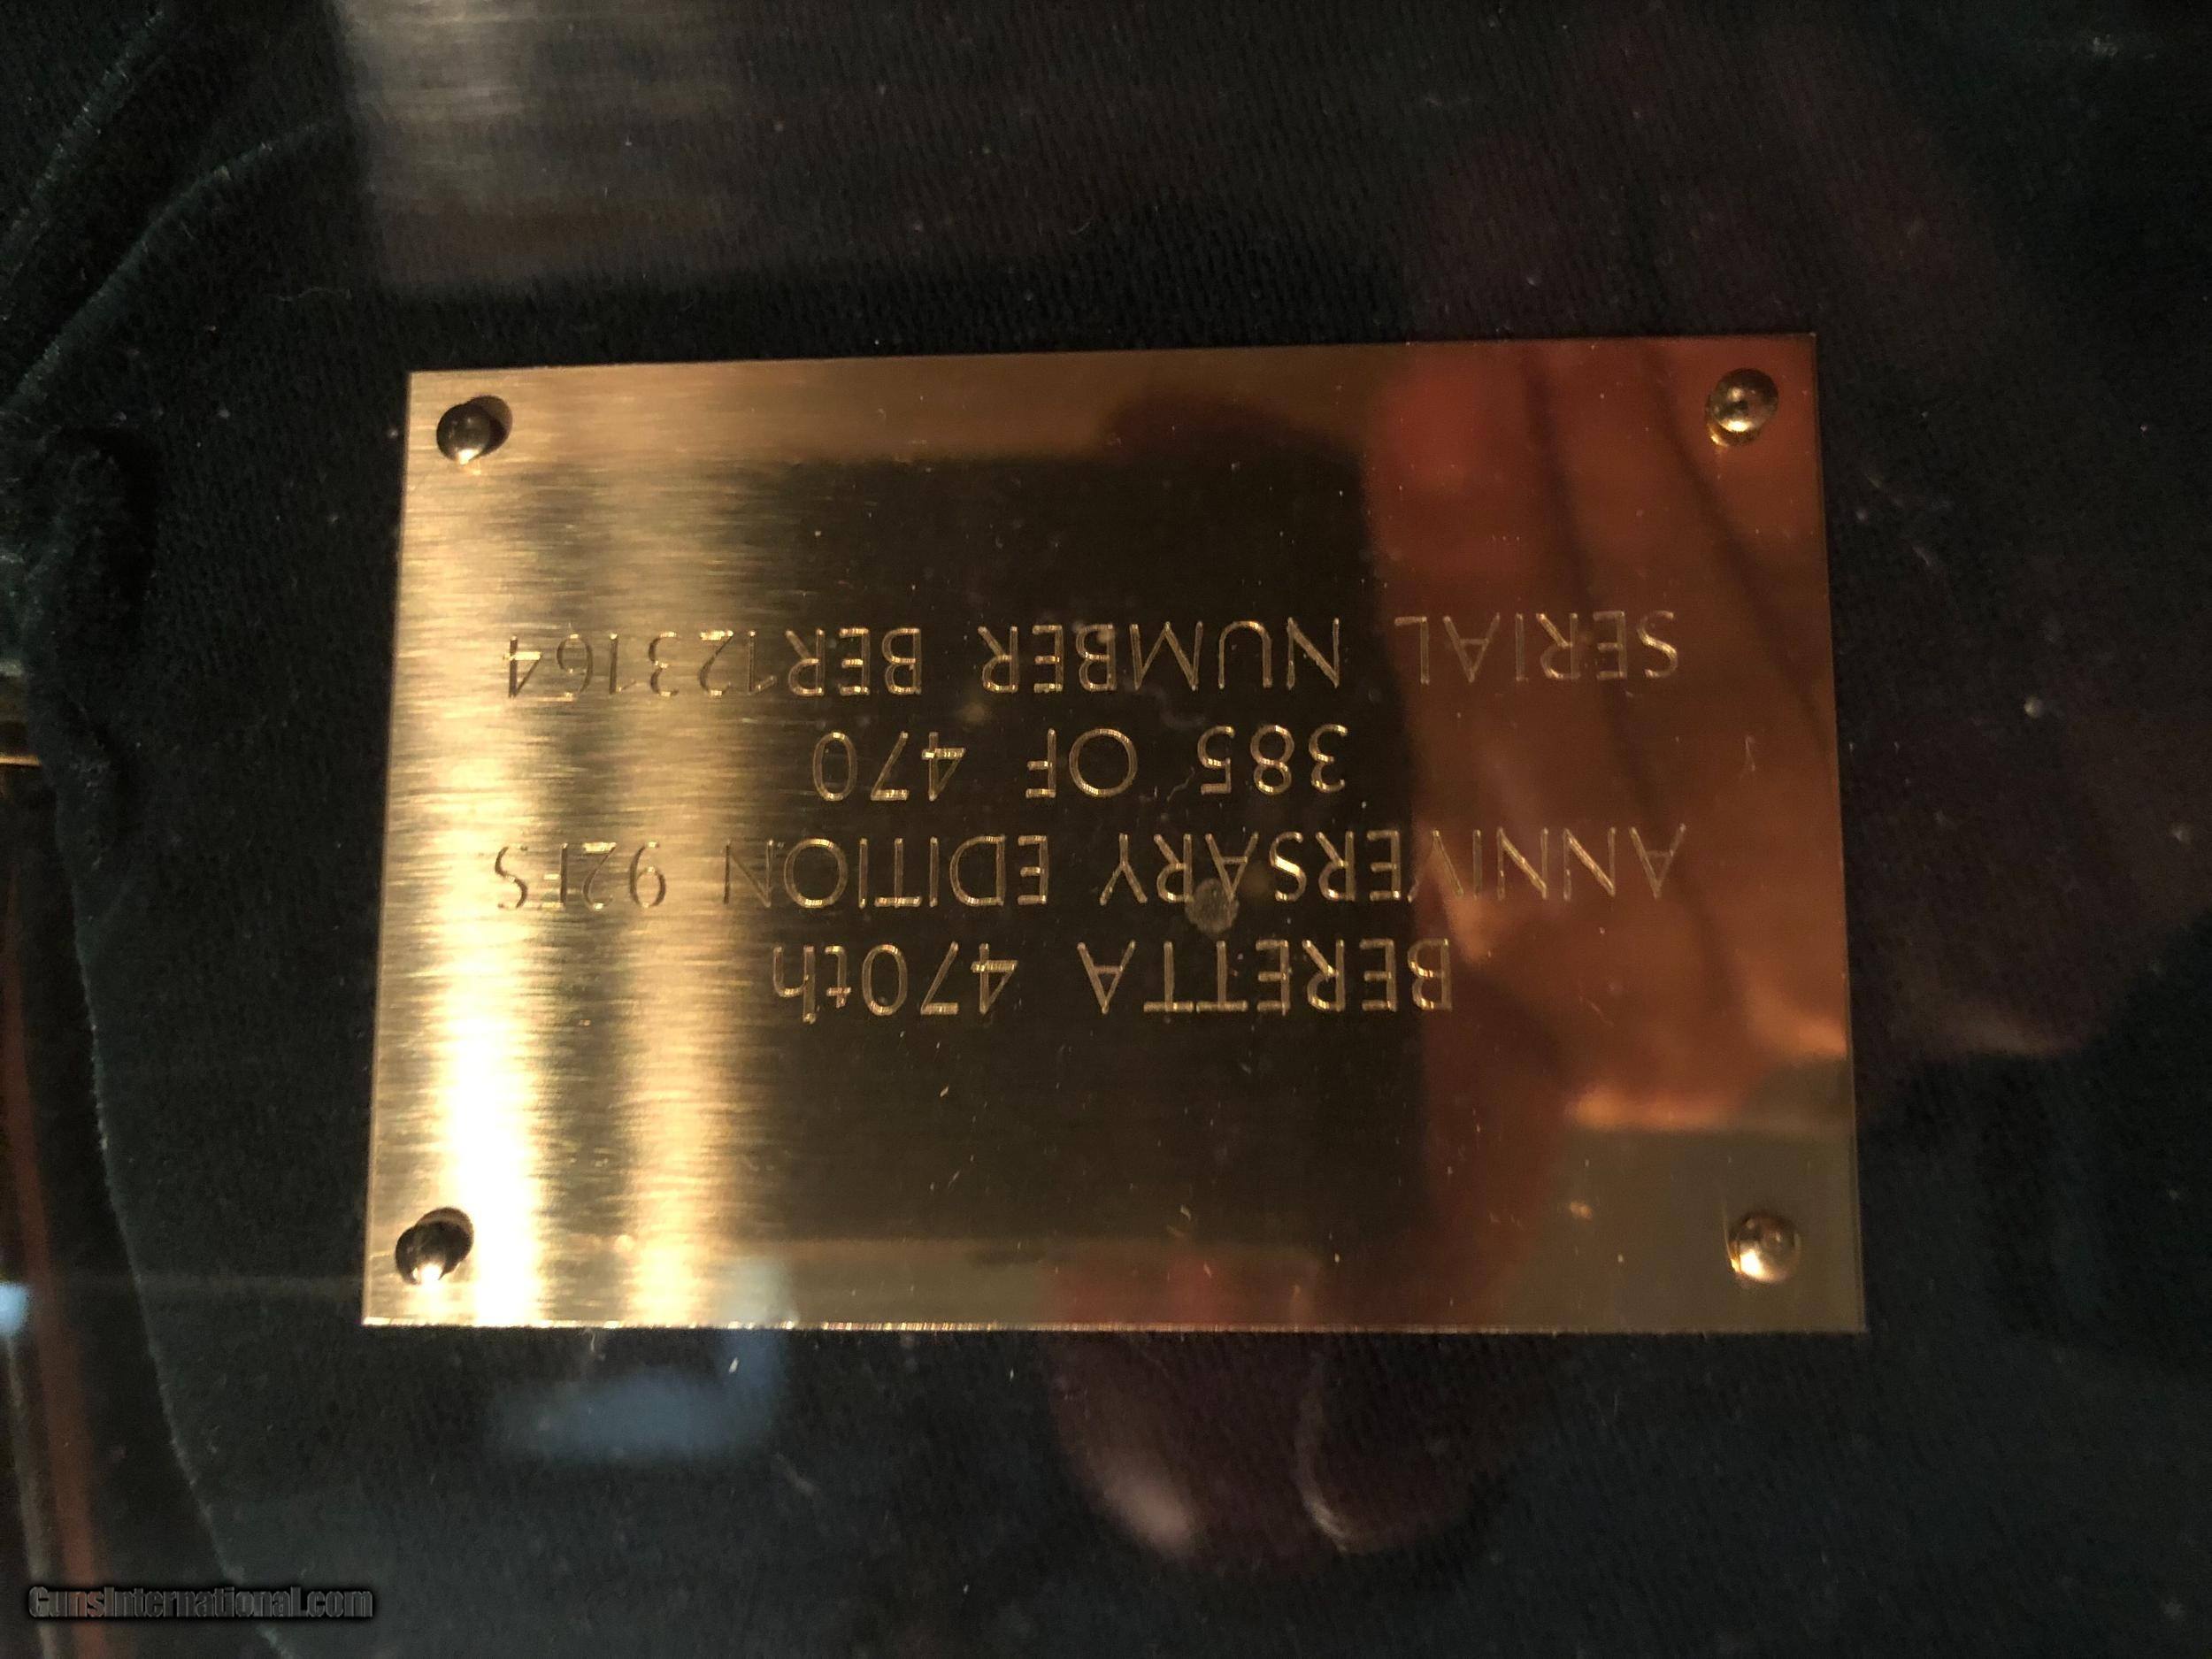 BERETTA 470th
ANNIVERSARY EDITION 92FS
385 OF 470
SERIAL NUMBER BER123164
GunsInternational.com